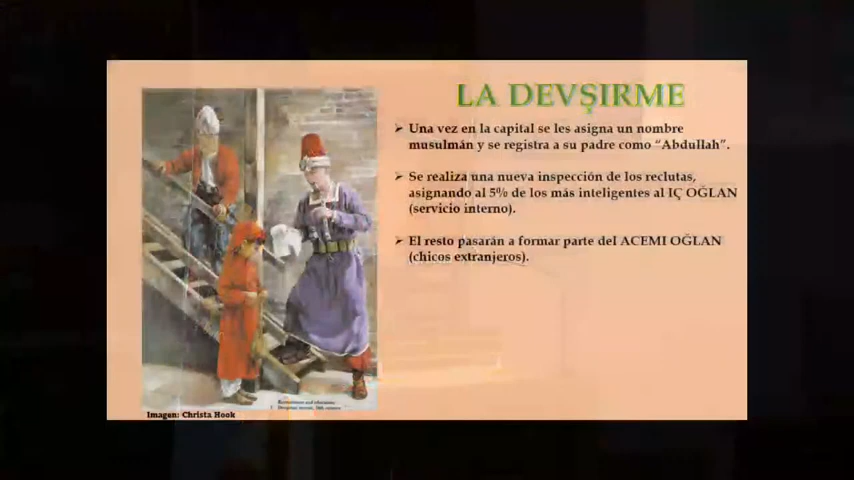 LA DEVŞIRME
➤ Una vez en la capital se les asigna un nombre
musulmán y se registra a su padre como “Abdullah”.
➤ Se realiza una nueva inspección de los reclutas,
asignando al 5% de los más inteligentes al IÇ OĞLAN
(servicio interno).
➤ El resto pasarán a formar parte del ACEMI OĞLAN
(chicos extranjeros).
Imagen: Christa Hook